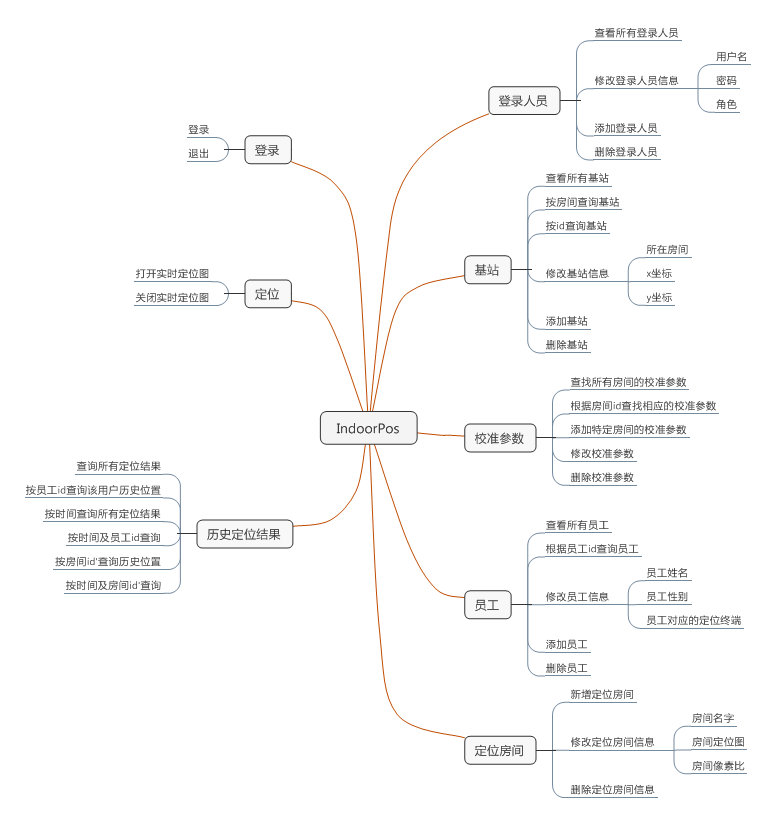 IndoorPos
登录人员
查看所有登录人员
修改登录人员信息
用户名
密码
角色
添加登录人员
删除登录人员
基站
查看所有基站
按房间查询基站
按id查询基站
修改基站信息
所在房间
x坐标
y坐标
添加基站
删除基站
校准参数
查找所有房间的校准参数
根据房间id查找相应的校准参数
添加特定房间的校准参数
修改校准参数
删除校准参数
员工
查看所有员工
根据员工id查询员工
修改员工信息
员工姓名
员工性别
员工对应的定位终端
添加员工
删除员工
定位房间
新增定位房间
修改定位房间信息
房间名字
房间定位图
房间像素比
删除定位房间信息
登录
登录
退出
定位
打开实时定位图
关闭实时定位图
历史定位结果
查询所有定位结果
按员工id查询该用户历史位置
按时间查询所有定位结果
按时间及员工id查询
按房间id'查询历史位置
按时间及房间id'查询